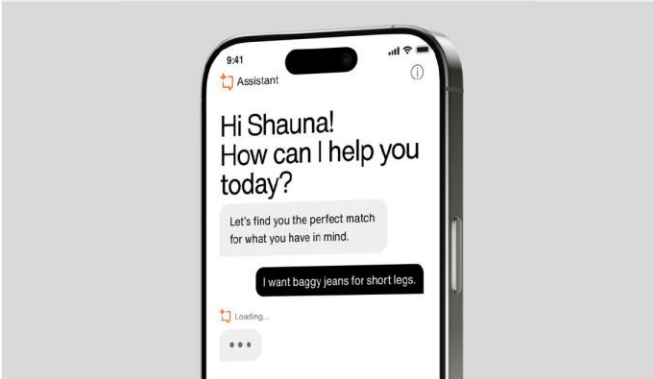 9:41
Assistant
Hi Shauna!
How can I help you
today?
Let's find you the perfect match
for what you have in mind.
I want baggy jeans for short legs.
Loading...